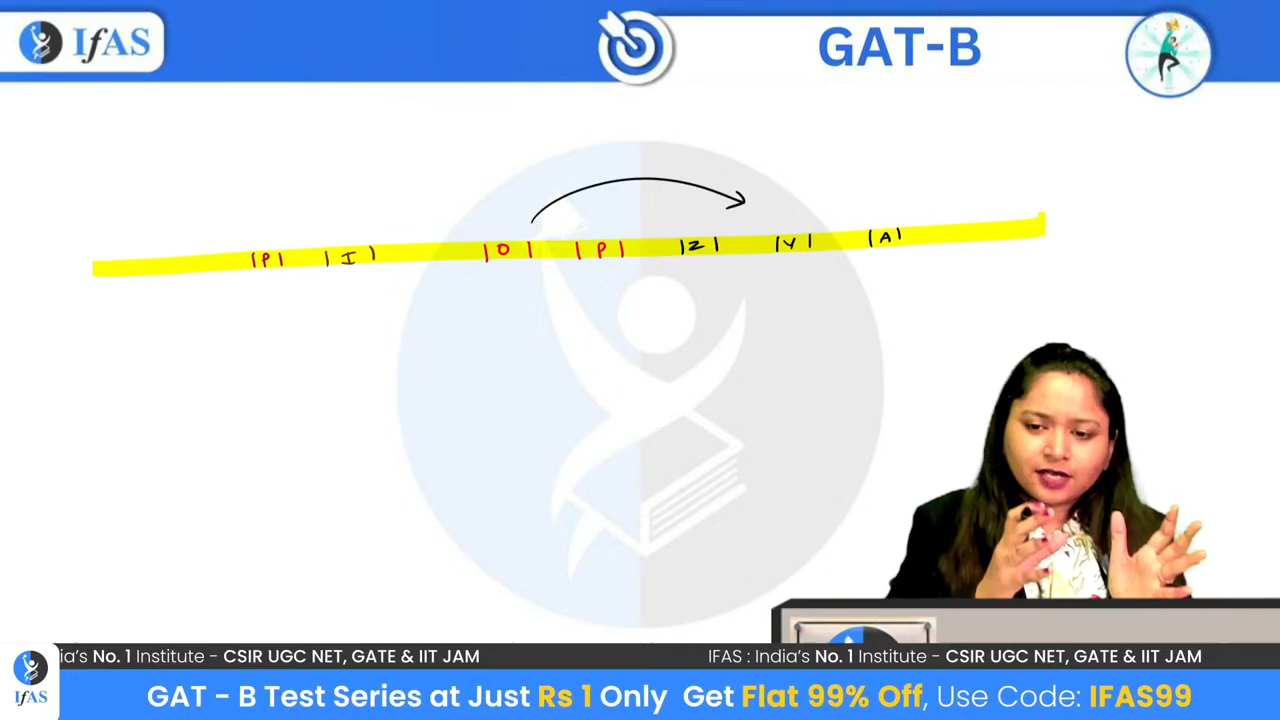 IfAS
GAT-B
|P| |I| |O| |P| |Z| |Y| |A|
ia's No. 1 Institute - CSIR UGC NET, GATE & IIT JAM
IFAS : India's No. 1 Institute - CSIR UGC NET, GATE & IIT JAM
IfAS
GAT - B Test Series at Just Rs 1 Only Get Flat 99% Off, Use Code: IFAS99